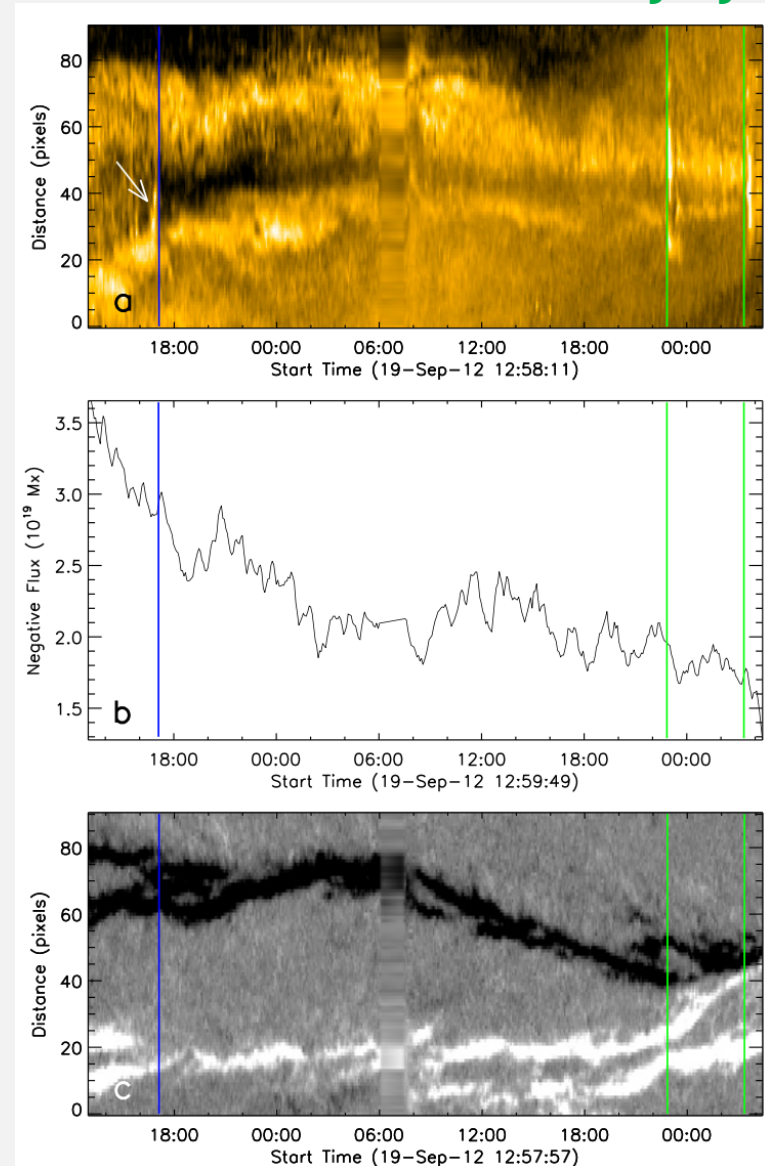 80
60
40
20
0
Distance (pixels)
a
18:00 00:00 06:00 12:00 18:00 00:00
Start Time (19-Sep-12 12:58:11)
3.5
3.0
2.5
2.0
1.5
Negative Flux (10¹⁹ Mx)
b
18:00 00:00 06:00 12:00 18:00 00:00
Start Time (19-Sep-12 12:59:49)
80
60
40
20
0
Distance (pixels)
c
18:00 00:00 06:00 12:00 18:00 00:00
Start Time (19-Sep-12 12:57:57)